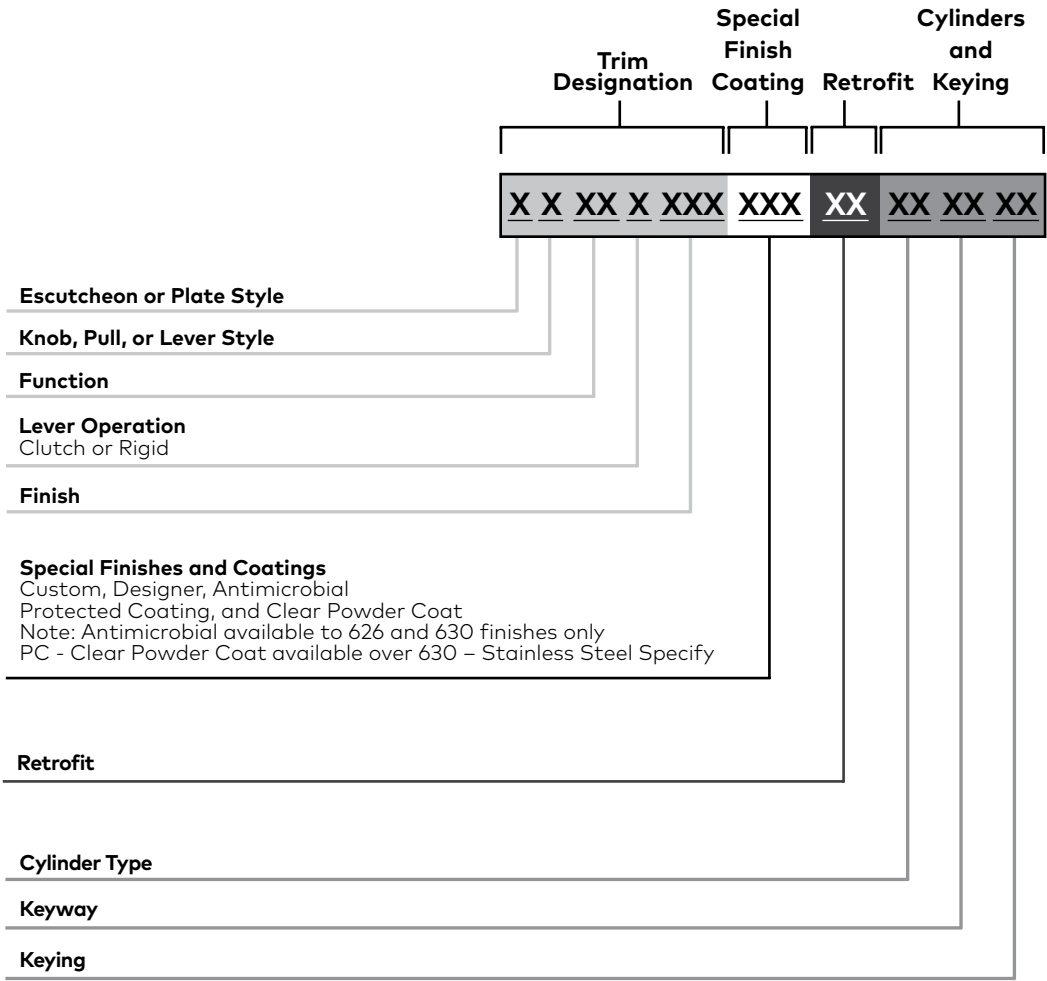 Special
Finish
Coating
Cylinders
and
Keying
Trim
Designation
Retrofit
X X XX X XXX XXX XX XX XX XX
Escutcheon or Plate Style
Knob, Pull, or Lever Style
Function
Lever Operation
Clutch or Rigid
Finish
Special Finishes and Coatings
Custom, Designer, Antimicrobial
Protected Coating, and Clear Powder Coat
Note: Antimicrobial available to 626 and 630 finishes only
PC - Clear Powder Coat available over 630 – Stainless Steel Specify
Retrofit
Cylinder Type
Keyway
Keying